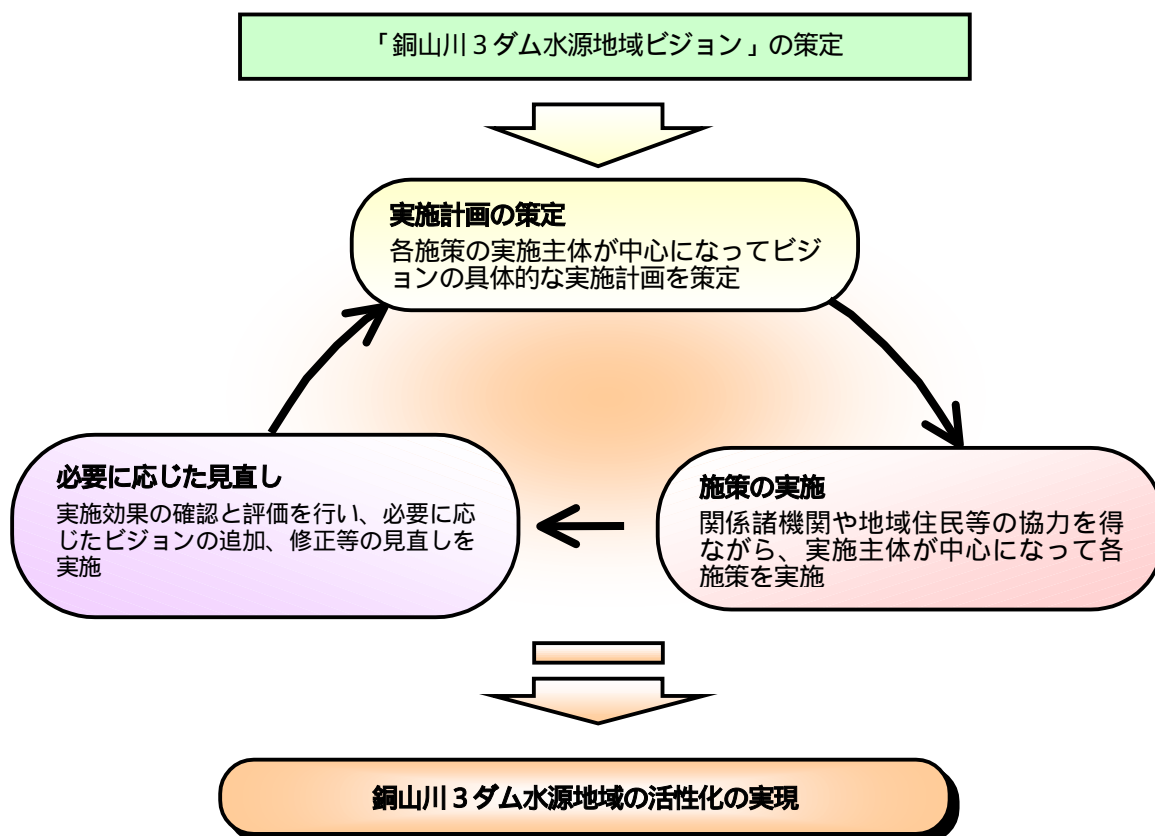 「銅山川３ダム水源地域ビジョン」の策定
実施計画の策定
各施策の実施主体が中心になってビジ
ョンの具体的な実施計画を策定
必要に応じた見直し
実施効果の確認と評価を行い、必要に応
じたビジョンの追加、修正等の見直しを
実施
施策の実施
関係諸機関や地域住民等の協力を得
ながら、実施主体が中心になって各
施策を実施
銅山川３ダム水源地域の活性化の実現